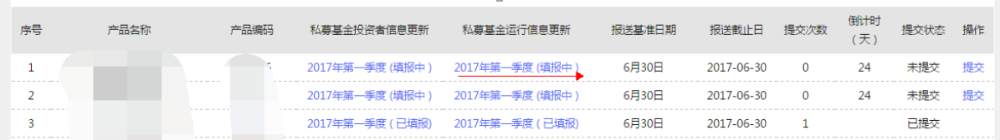 序号 产品名称 产品编码 私募基金投资者信息更新 私募基金运行信息更新 报送基准日期 报送截止日 提交次数 倒计时（天） 提交状态 操作
1 2017年第一季度 (填报中 ) 2017年第一季度 (填报中 ) 6月30日 2017-06-30 0 24 未提交 提交
2 2017年第一季度 (填报中 ) 2017年第一季度 (填报中 ) 6月30日 2017-06-30 0 24 未提交 提交
3 2017年第一季度 ( 已填报) 2017年第一季度 ( 已填报) 6月30日 2017-06-30 1 已提交